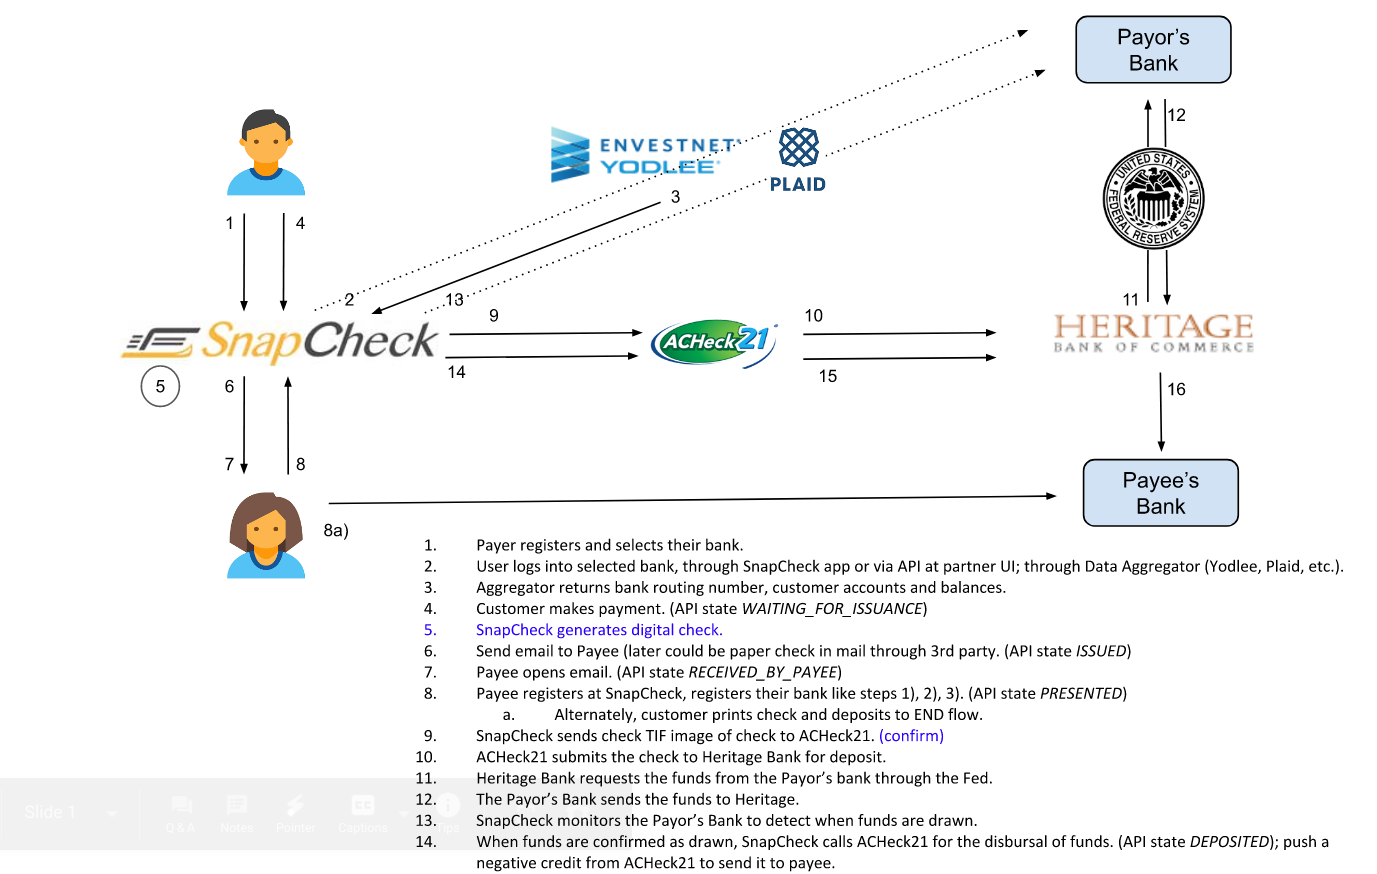 Payor's
Bank
12
ENVESTNET
YODLEE
PLAID
UNITED STATES
FEDERAL RESERVE SYSTEM
1
4
3
2
13
9
10
11
SnapCheck
ACHeck21
HERITAGE
BANK OF COMMERCE
14
15
5
6
16
7
8
Payee's
Bank
8a)
1. Payer registers and selects their bank.
2. User logs into selected bank, through SnapCheck app or via API at partner UI; through Data Aggregator (Yodlee, Plaid, etc.).
3. Aggregator returns bank routing number, customer accounts and balances.
4. Customer makes payment. (API state WAITING_FOR_ISSUANCE)
5. SnapCheck generates digital check.
6. Send email to Payee (later could be paper check in mail through 3rd party. (API state ISSUED)
7. Payee opens email. (API state RECEIVED_BY_PAYEE)
8. Payee registers at SnapCheck, registers their bank like steps 1), 2), 3). (API state PRESENTED)
a. Alternately, customer prints check and deposits to END flow.
9. SnapCheck sends check TIF image of check to ACHeck21. (confirm)
10. ACHeck21 submits the check to Heritage Bank for deposit.
11. Heritage Bank requests the funds from the Payor's bank through the Fed.
12. The Payor's Bank sends the funds to Heritage.
13. SnapCheck monitors the Payor's Bank to detect when funds are drawn.
14. When funds are confirmed as drawn, SnapCheck calls ACHeck21 for the disbursal of funds. (API state DEPOSITED); push a
negative credit from ACHeck21 to send it to payee.
Slide 1
Q & A Notes Pointer Captions Tips